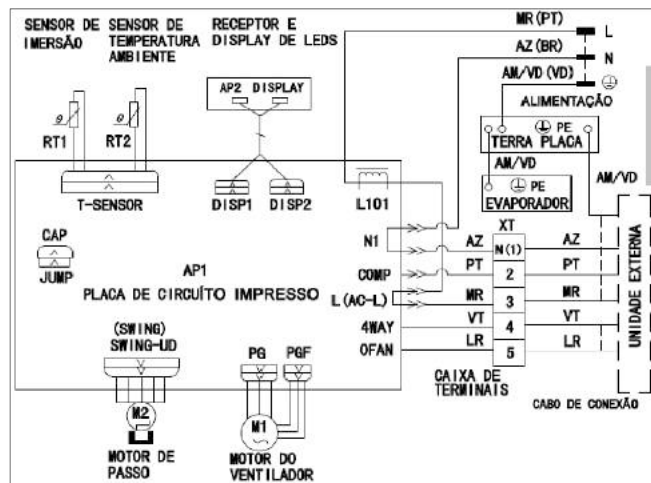 SENSOR DE IMERSÃO
SENSOR DE TEMPERATURA AMBIENTE
RECEPTOR E DISPLAY DE LEDS
MR(PT)
L
AZ(BR)
N
AM/VD(VD)
ALIMENTAÇÃO
AP2 DISPLAY
θ
RT1
θ
RT2
PE
TERRA PLACA
AM/VD
AM/VD
PE
EVAPORADOR
T-SENSOR
DISP1
DISP2
L101
CAP
JUMP
AP1
PLACA DE CIRCUÍTO IMPRESSO
N1
COMP
L(AC-L)
4WAY
OFAN
XT
AZ
N(1)
AZ
PT
2
PT
MR
3
MR
VT
4
VT
LR
5
LR
UNIDADE EXTERNA
CAIXA DE TERMINAIS
CABO DE CONEXÃO
(SWING)
SWING-UD
PG
PGF
M2
M1
MOTOR DE PASSO
MOTOR DO VENTILADOR